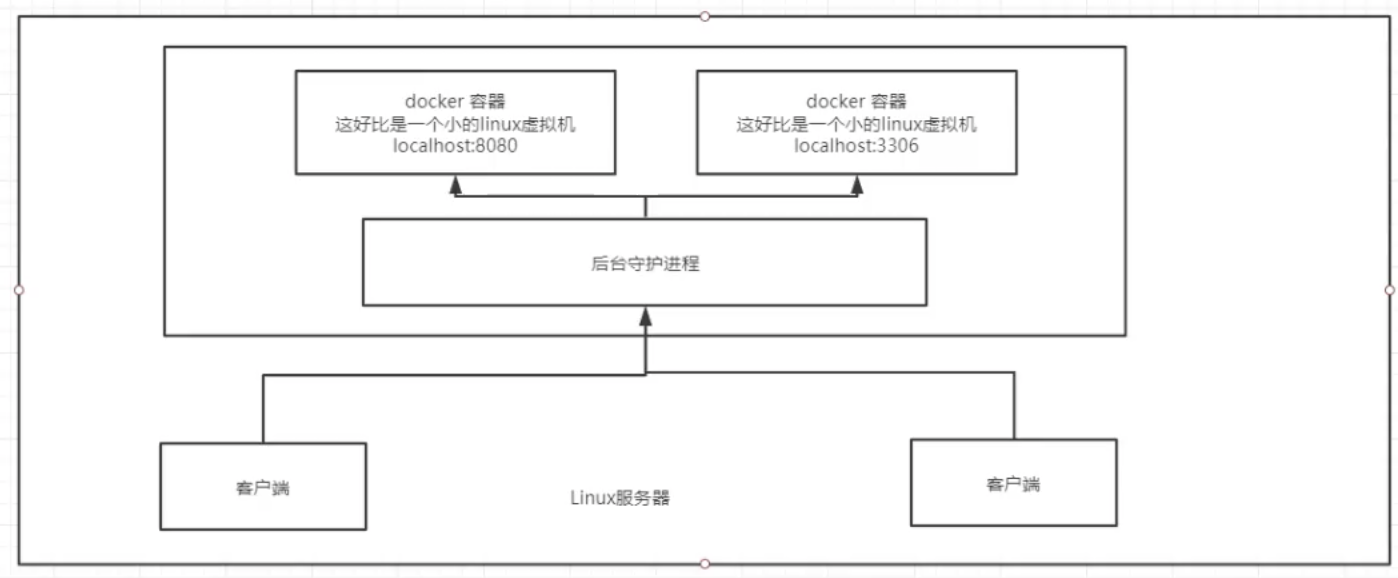 docker 容器
这好比是一个小的linux虚拟机
localhost:8080
docker 容器
这好比是一个小的linux虚拟机
localhost:3306
后台守护进程
客户端
Linux服务器
客户端